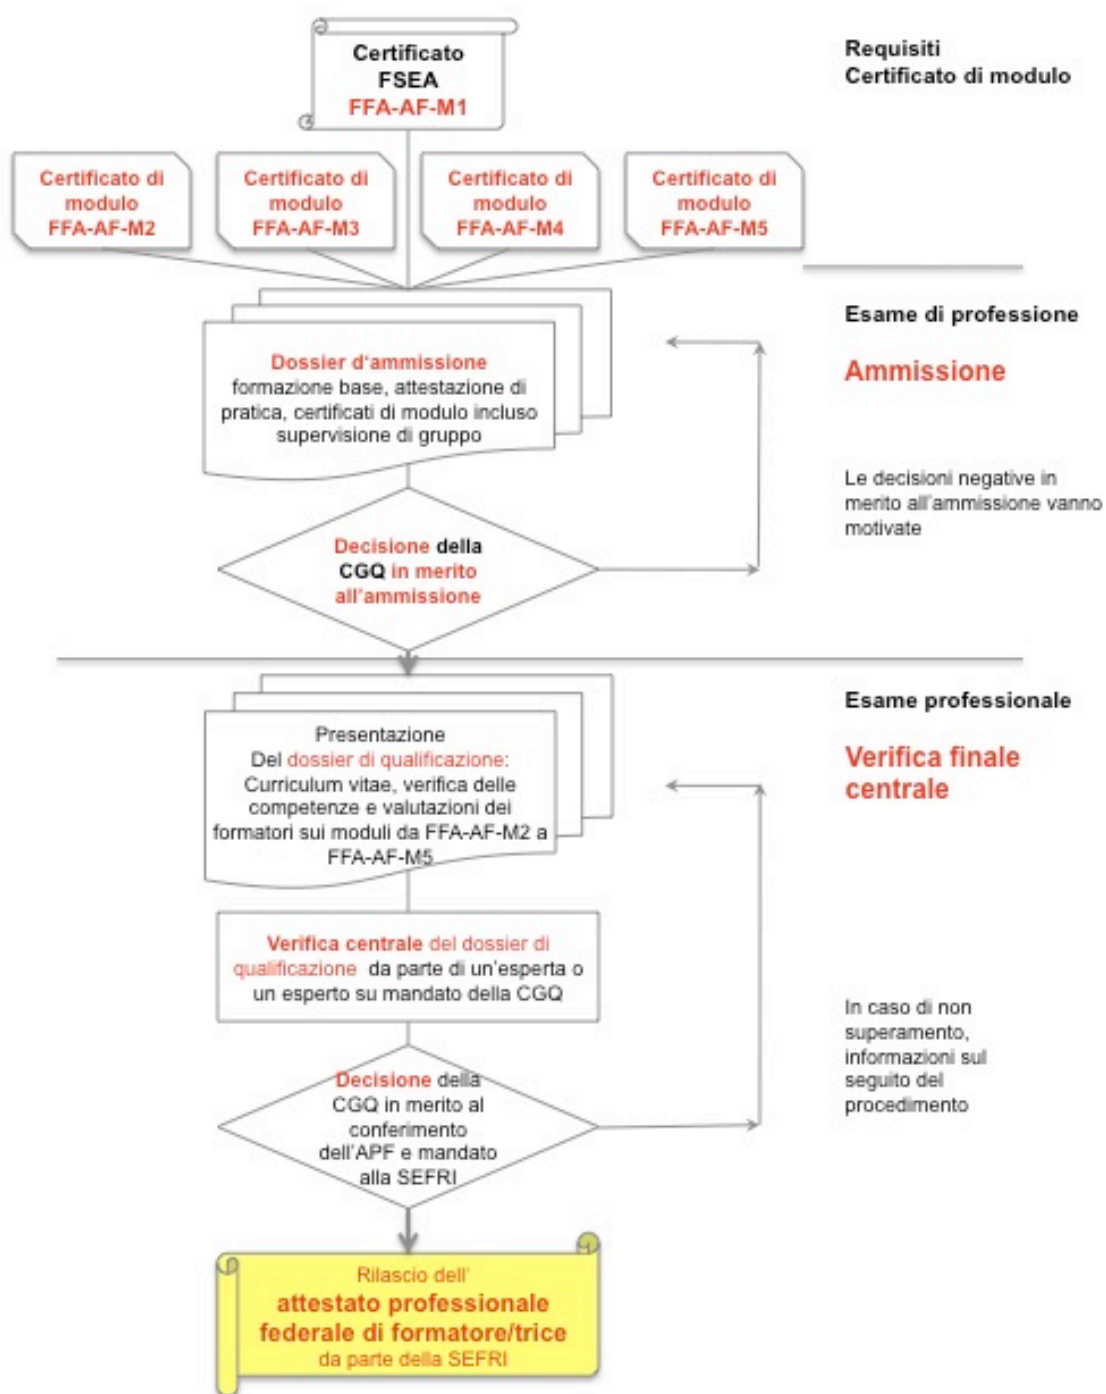 Certificato
FSEA
FFA-AF-M1
Requisiti
Certificato di modulo
Certificato di
modulo
FFA-AF-M2
Certificato di
modulo
FFA-AF-M3
Certificato di
modulo
FFA-AF-M4
Certificato di
modulo
FFA-AF-M5
Esame di professione
Ammissione
Dossier d‘ammissione
formazione base, attestazione di
pratica, certificati di modulo incluso
supervisione di gruppo
Le decisioni negative in
merito all’ammissione vanno
motivate
Decisione della
CGQ in merito
all’ammissione
Esame professionale
Verifica finale
centrale
Presentazione
Del dossier di qualificazione:
Curriculum vitae, verifica delle
competenze e valutazioni dei
formatori sui moduli da FFA-AF-M2 a
FFA-AF-M5
Verifica centrale del dossier di
qualificazione da parte di un’esperta o
un esperto su mandato della CGQ
In caso di non
superamento,
informazioni sul
seguito del
procedimento
Decisione della
CGQ in merito al
conferimento
dell’APF e mandato
alla SEFRI
Rilascio dell’
attestato professionale
federale di formatore/trice
da parte della SEFRI